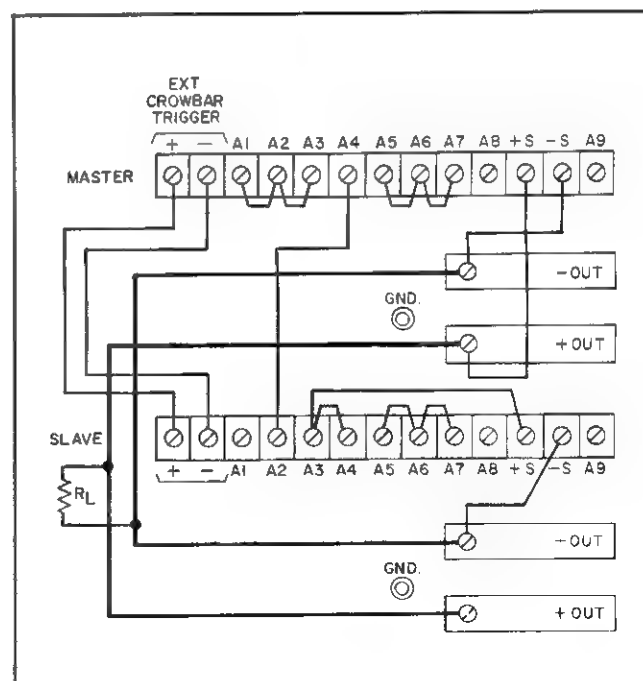 EXT
CROWBAR
TRIGGER
+ − A1 A2 A3 A4 A5 A6 A7 A8 +S −S A9
MASTER
−OUT
GND.
+OUT
SLAVE
+ − A1 A2 A3 A4 A5 A6 A7 A8 +S −S A9
RL
−OUT
GND.
+OUT